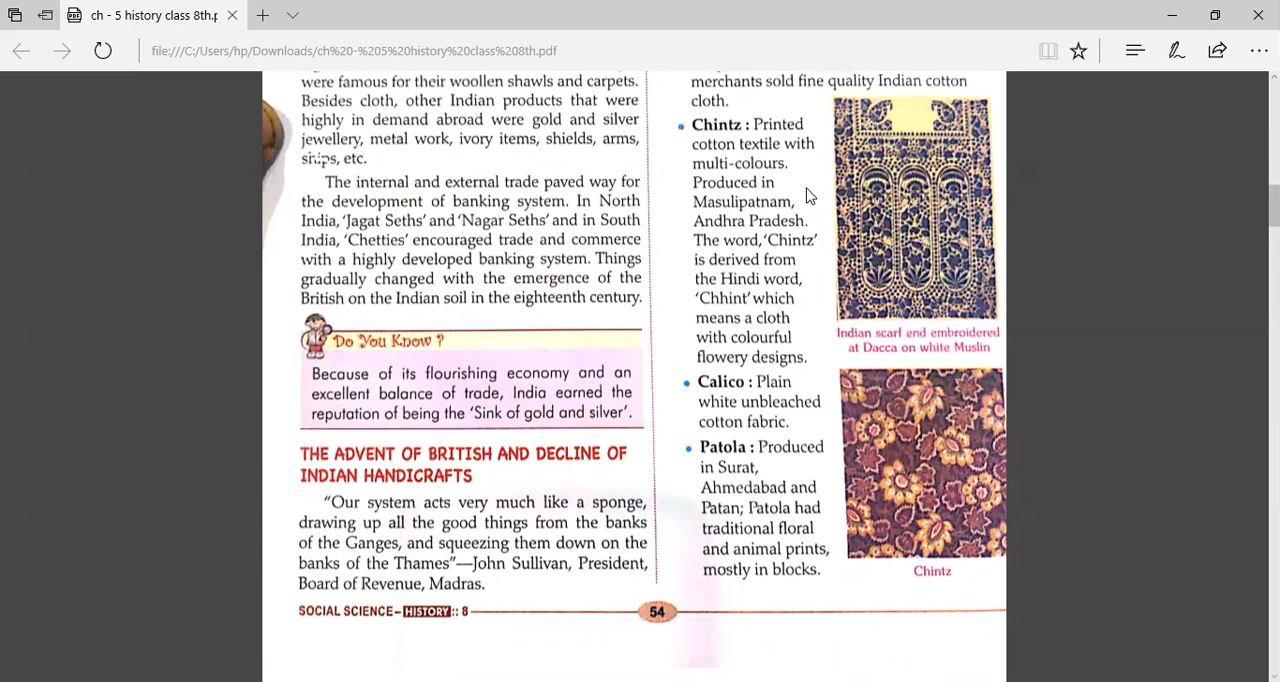 ch - 5 history class 8th.p
file:///C:/Users/hp/Downloads/ch%20-%205%20history%20class%208th.pdf
were famous for their woollen shawls and carpets.
Besides cloth, other Indian products that were
highly in demand abroad were gold and silver
jewellery, metal work, ivory items, shields, arms,
ships, etc.
The internal and external trade paved way for
the development of banking system. In North
India, 'Jagat Seths' and 'Nagar Seths' and in South
India, 'Chetties' encouraged trade and commerce
with a highly developed banking system. Things
gradually changed with the emergence of the
British on the Indian soil in the eighteenth century.
Do You Know ?
Because of its flourishing economy and an
excellent balance of trade, India earned the
reputation of being the 'Sink of gold and silver'.
THE ADVENT OF BRITISH AND DECLINE OF
INDIAN HANDICRAFTS
"Our system acts very much like a sponge,
drawing up all the good things from the banks
of the Ganges, and squeezing them down on the
banks of the Thames"—John Sullivan, President,
Board of Revenue, Madras.
merchants sold fine quality Indian cotton
cloth.
• Chintz : Printed
cotton textile with
multi-colours.
Produced in
Masulipatnam,
Andhra Pradesh.
The word, 'Chintz'
is derived from
the Hindi word,
'Chhint' which
means a cloth
with colourful
flowery designs.
• Calico : Plain
white unbleached
cotton fabric.
• Patola : Produced
in Surat,
Ahmedabad and
Patan; Patola had
traditional floral
and animal prints,
mostly in blocks.
Indian scarf end embroidered
at Dacca on white Muslin
Chintz
SOCIAL SCIENCE–HISTORY:: 8
54